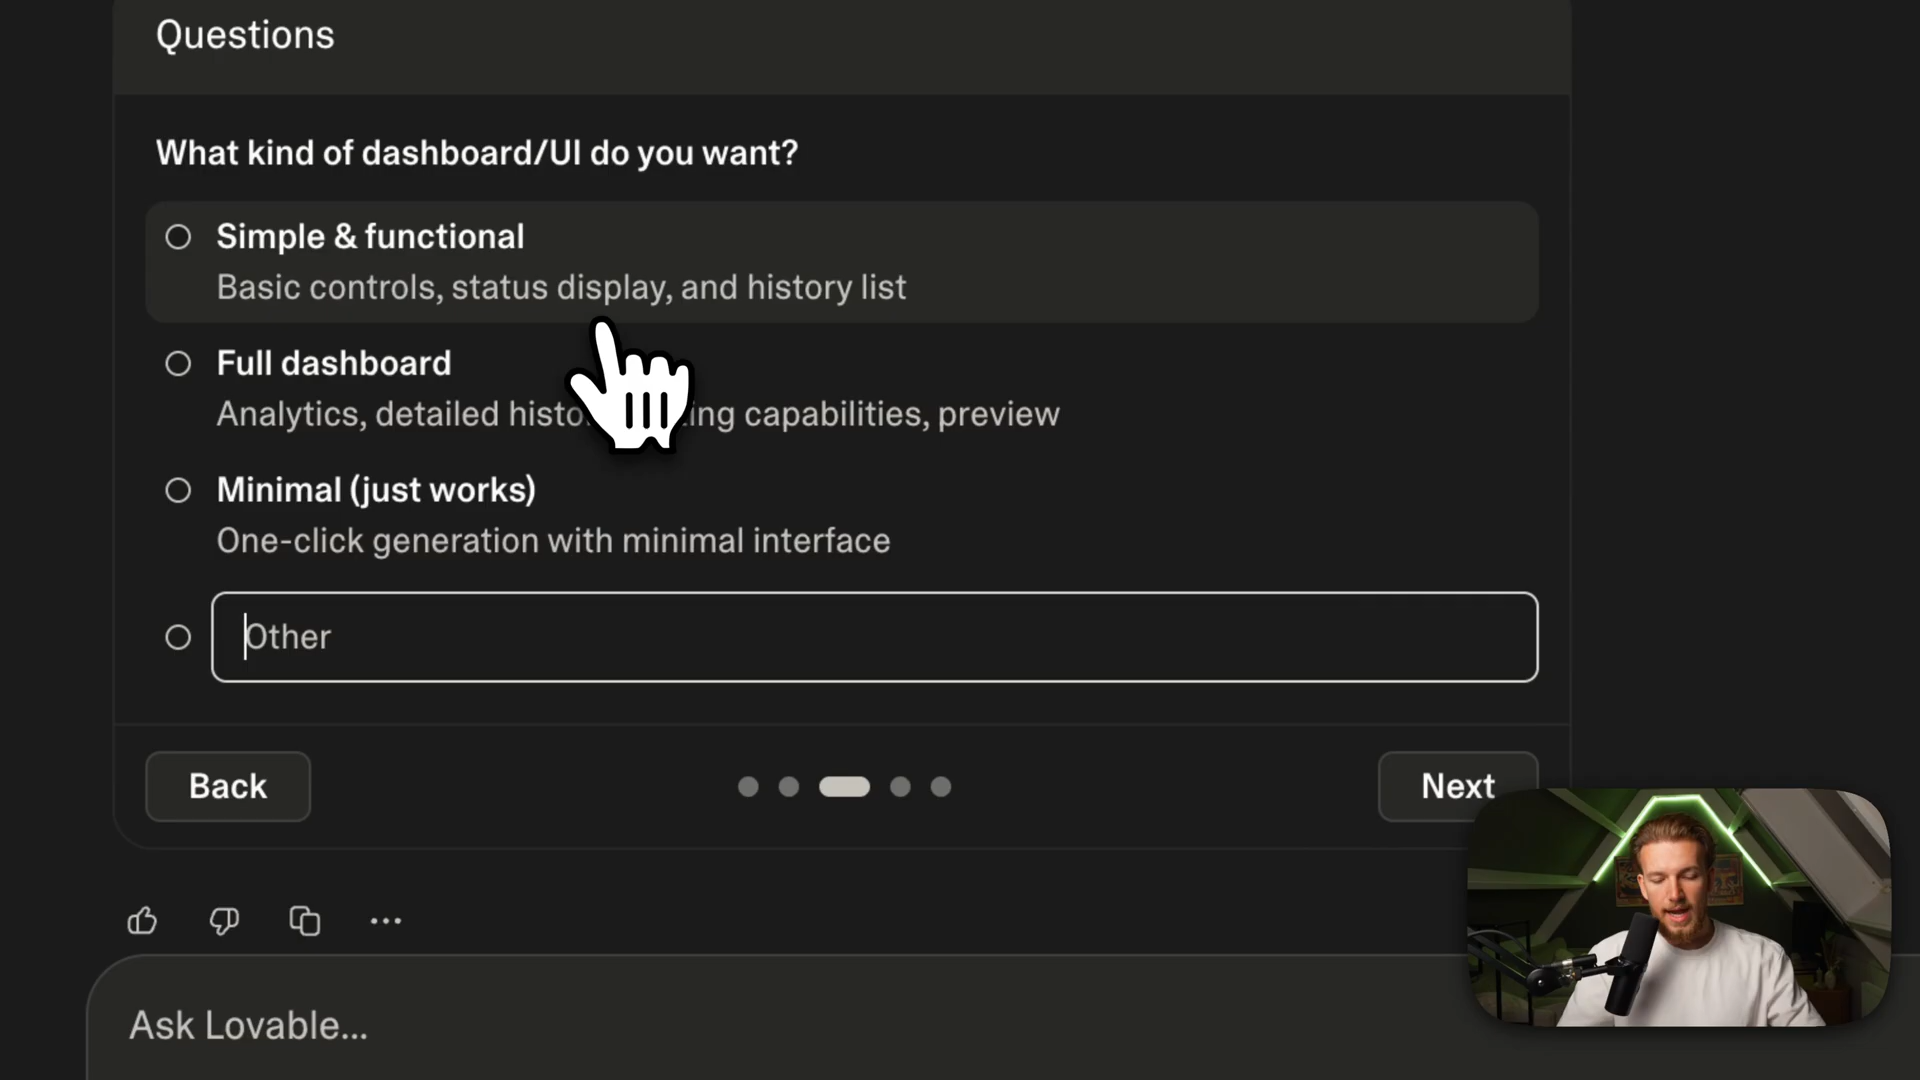 Questions
What kind of dashboard/UI do you want?
Simple & functional
Basic controls, status display, and history list
Full dashboard
Analytics, detailed capabilities, preview
Minimal (just works)
One-click generation with minimal interface
Other
Back
Next
Ask Lovable...